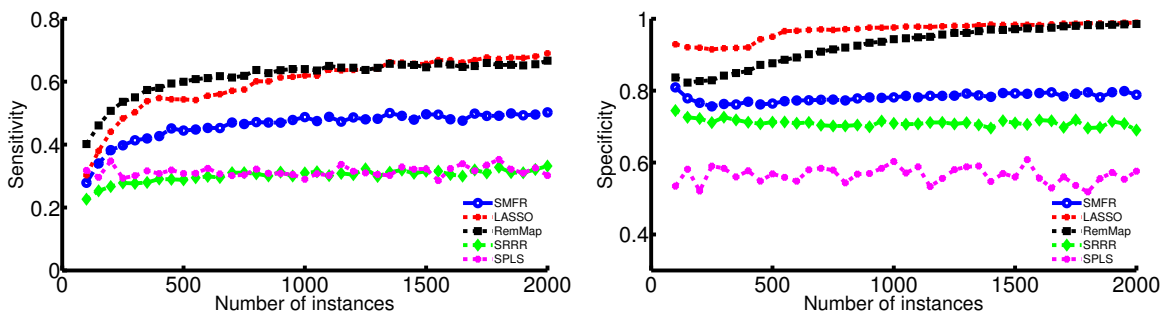 Sensitivity
0.8
0.6
0.4
0.2
0
0
500
1000
1500
2000
Number of instances
SMFR
LASSO
RemMap
SRRR
SPLS
Specificity
1
0.8
0.6
0.4
0
500
1000
1500
2000
Number of instances
SMFR
LASSO
RemMap
SRRR
SPLS